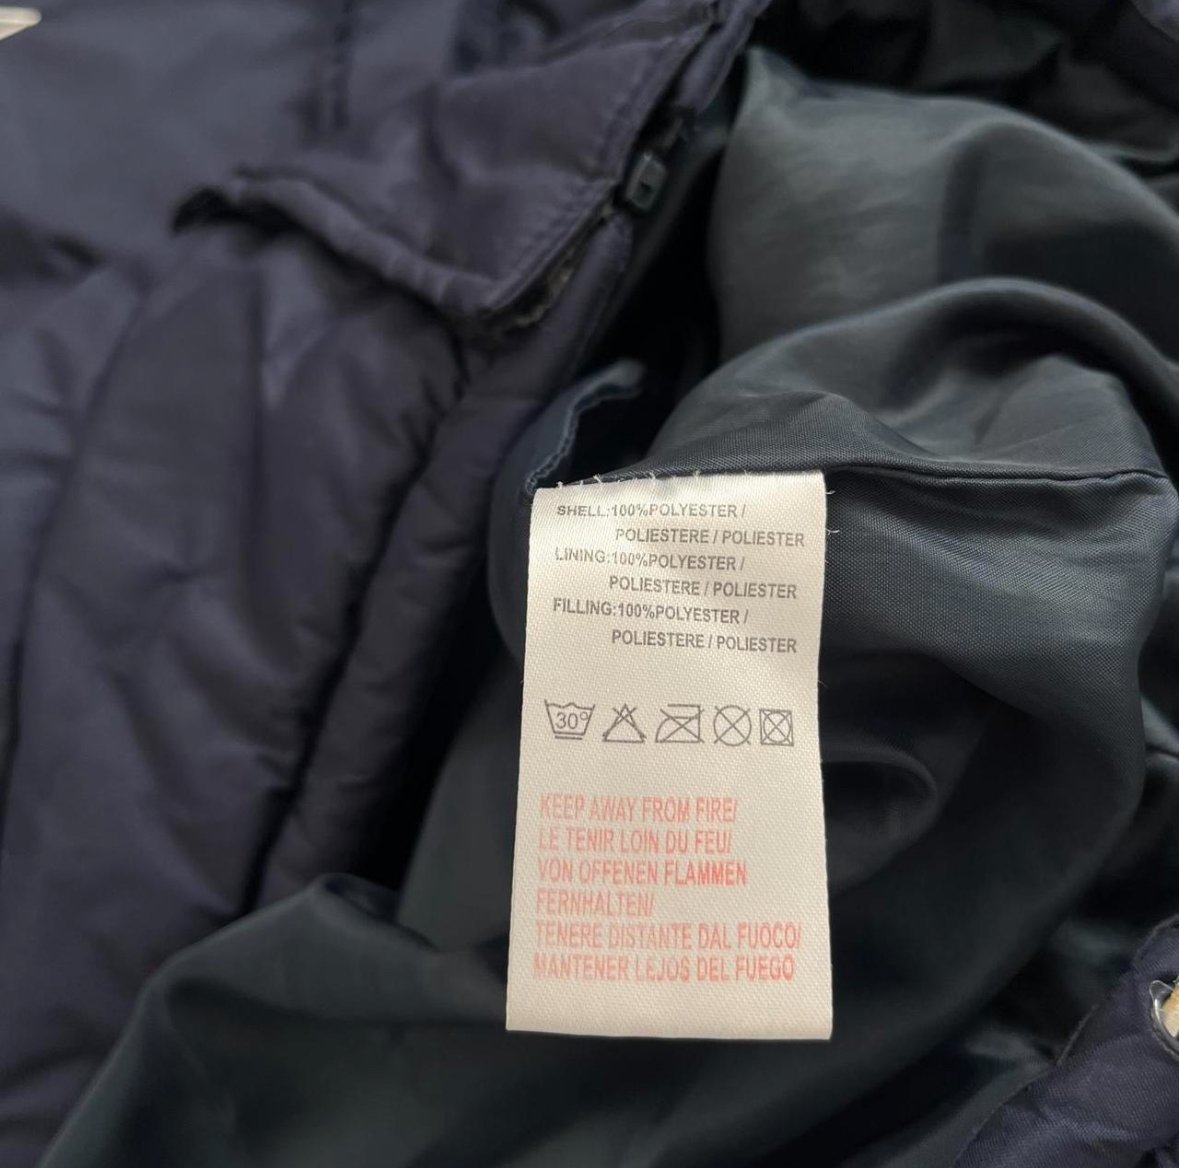 SHELL:100%POLYESTER /
POLIESTERE / POLIESTER
LINING:100%POLYESTER /
POLIESTERE / POLIESTER
FILLING:100%POLYESTER /
POLIESTERE / POLIESTER
30°
KEEP AWAY FROM FIRE/
LE TENIR LOIN DU FEU/
VON OFFENEN FLAMMEN
FERNHALTEN/
TENERE DISTANTE DAL FUOCO/
MANTENER LEJOS DEL FUEGO